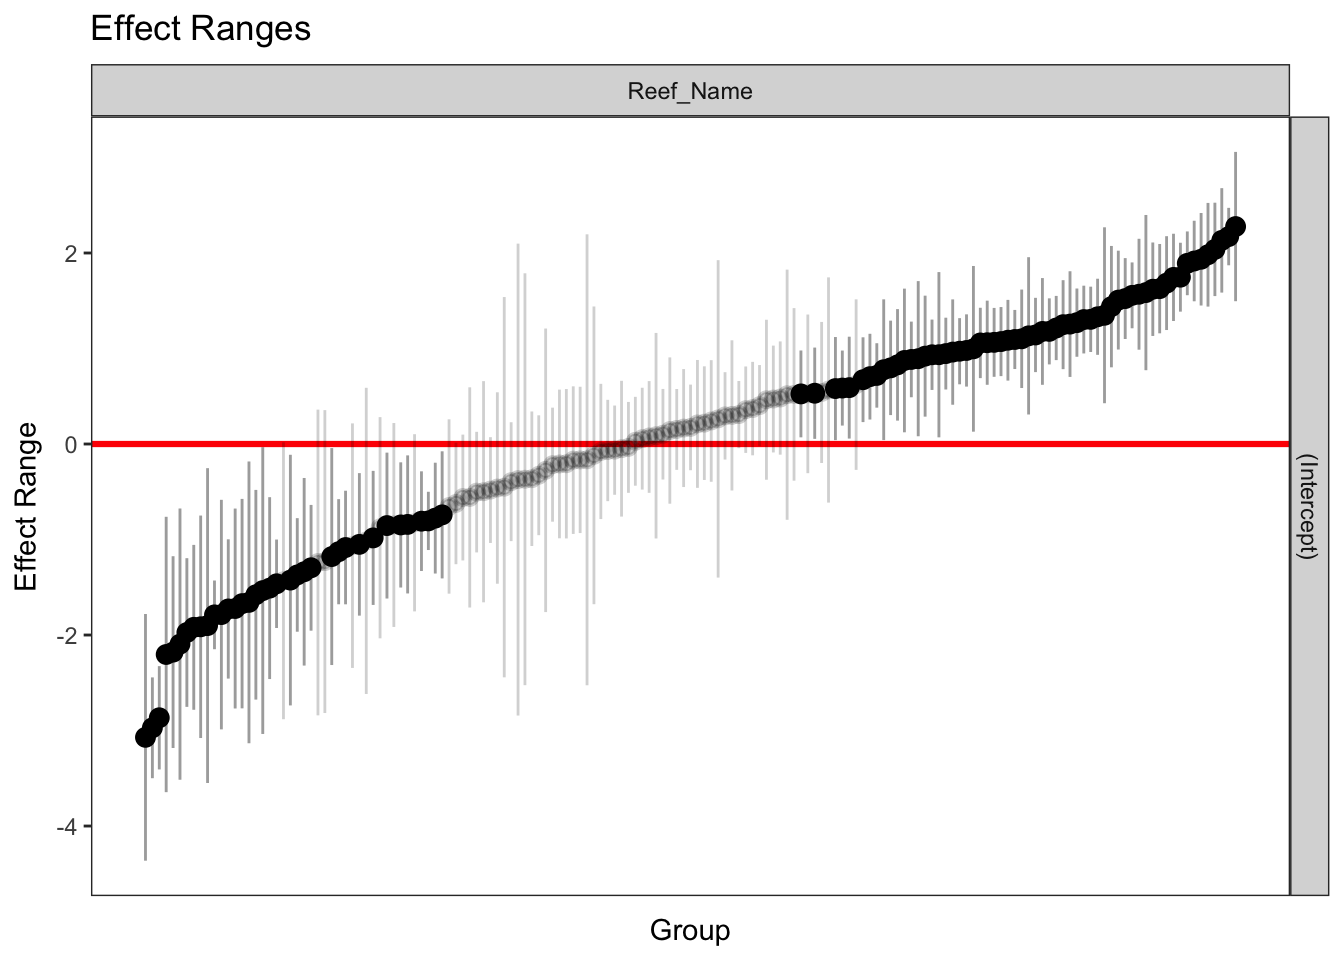 Effect Ranges
Reef_Name
Effect Range
2
0
-2
-4
(Intercept)
Group